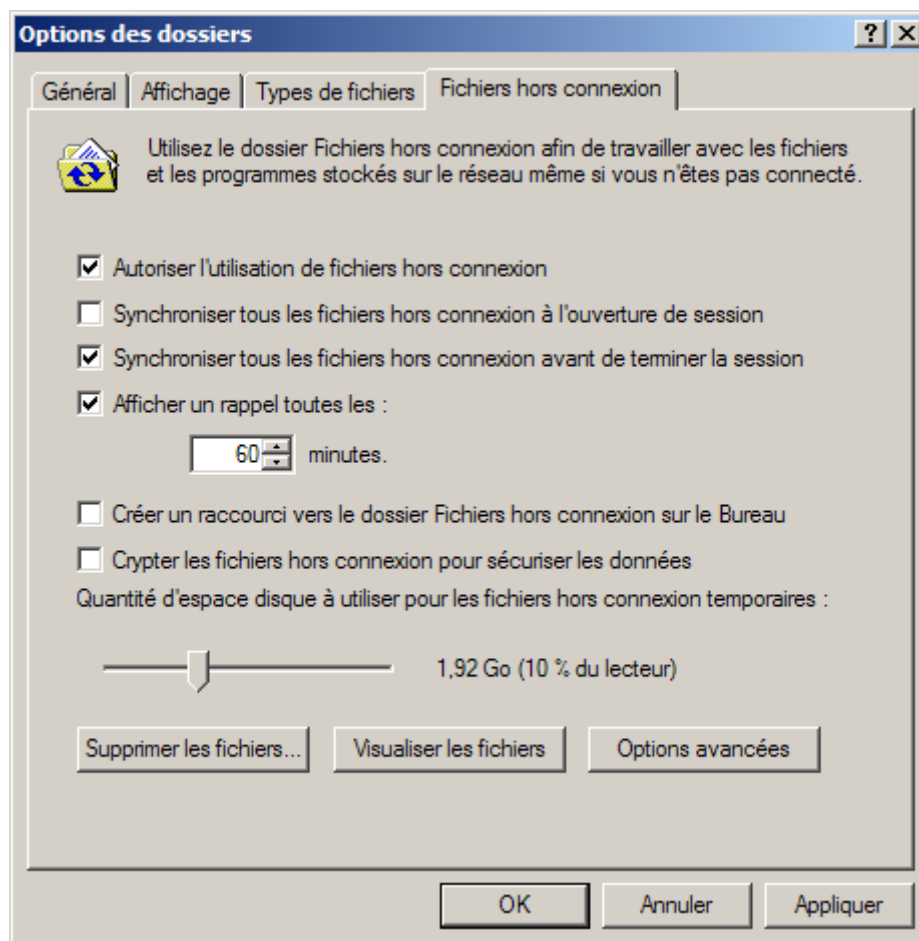 Options des dossiers
Général Affichage Types de fichiers Fichiers hors connexion
Utilisez le dossier Fichiers hors connexion afin de travailler avec les fichiers
et les programmes stockés sur le réseau même si vous n'êtes pas connecté.
Autoriser l'utilisation de fichiers hors connexion
Synchroniser tous les fichiers hors connexion à l'ouverture de session
Synchroniser tous les fichiers hors connexion avant de terminer la session
Afficher un rappel toutes les :
60 minutes.
Créer un raccourci vers le dossier Fichiers hors connexion sur le Bureau
Crypter les fichiers hors connexion pour sécuriser les données
Quantité d'espace disque à utiliser pour les fichiers hors connexion temporaires :
1,92 Go (10 % du lecteur)
Supprimer les fichiers... Visualiser les fichiers Options avancées
OK Annuler Appliquer